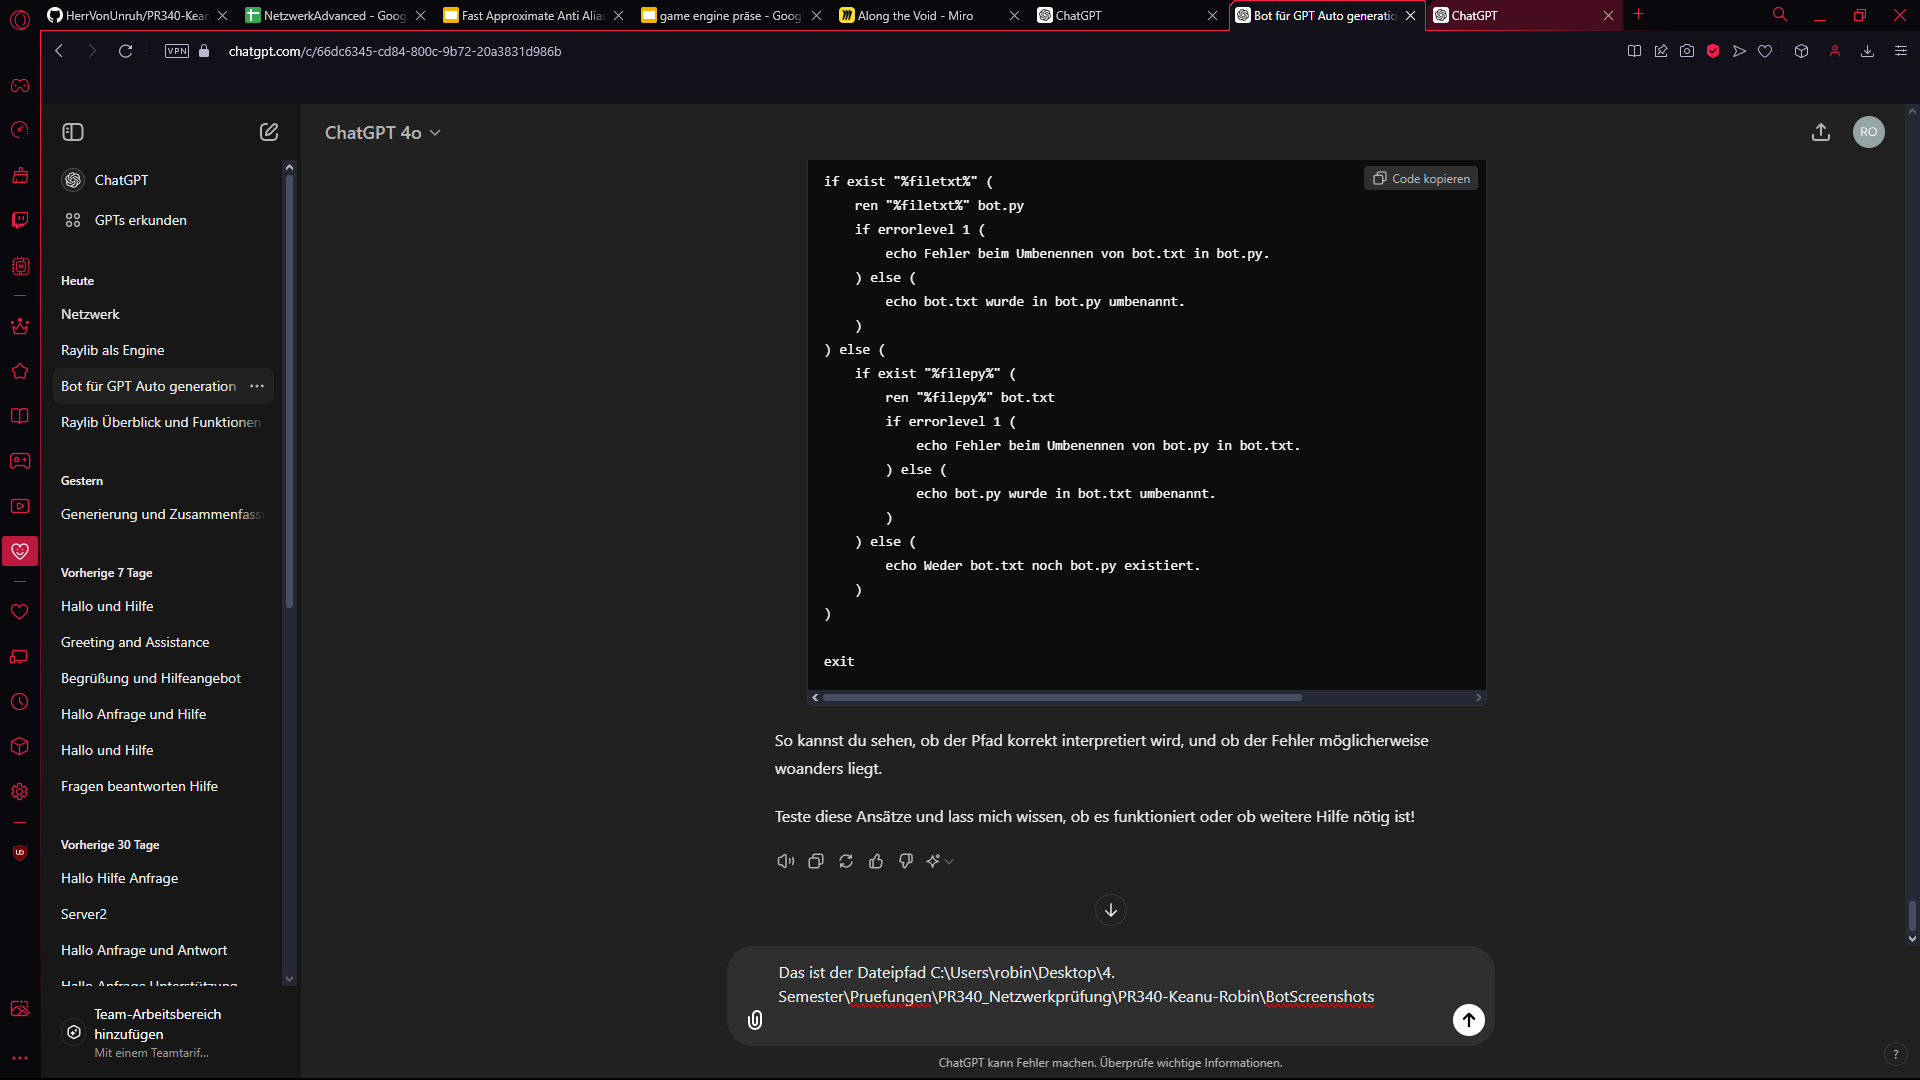 HerrVonUnruh/PR340-Kean
NetzwerkAdvanced - Goog
Fast Approximate Anti Alia
game engine präse - Goog
Along the Void - Miro
ChatGPT
Bot für GPT Auto generatio
ChatGPT
VPN
chatgpt.com/c/66dc6345-cd84-800c-9b72-20a3831d986b
ChatGPT 4o
RO
ChatGPT
GPTs erkunden
Heute
Netzwerk
Raylib als Engine
Bot für GPT Auto generation
Raylib Überblick und Funktionen
Gestern
Generierung und Zusammenfass
Vorherige 7 Tage
Hallo und Hilfe
Greeting and Assistance
Begrüßung und Hilfeangebot
Hallo Anfrage und Hilfe
Hallo und Hilfe
Fragen beantworten Hilfe
Vorherige 30 Tage
Hallo Hilfe Anfrage
Server2
Hallo Anfrage und Antwort
Hallo Anfrage Unterstützung
Team-Arbeitsbereich
hinzufügen
Mit einem Teamtarif...
Code kopieren
if exist "%filetxt%" (
ren "%filetxt%" bot.py
if errorlevel 1 (
echo Fehler beim Umbenennen von bot.txt in bot.py.
) else (
echo bot.txt wurde in bot.py umbenannt.
)
) else (
if exist "%filepy%" (
ren "%filepy%" bot.txt
if errorlevel 1 (
echo Fehler beim Umbenennen von bot.py in bot.txt.
) else (
echo bot.py wurde in bot.txt umbenannt.
)
) else (
echo Weder bot.txt noch bot.py existiert.
)
)
exit
So kannst du sehen, ob der Pfad korrekt interpretiert wird, und ob der Fehler möglicherweise
woanders liegt.
Teste diese Ansätze und lass mich wissen, ob es funktioniert oder ob weitere Hilfe nötig ist!
Das ist der Dateipfad C:\Users\robin\Desktop\4.
Semester\Pruefungen\PR340_Netzwerkprüfung\PR340-Keanu-Robin\BotScreenshots
ChatGPT kann Fehler machen. Überprüfe wichtige Informationen.
?